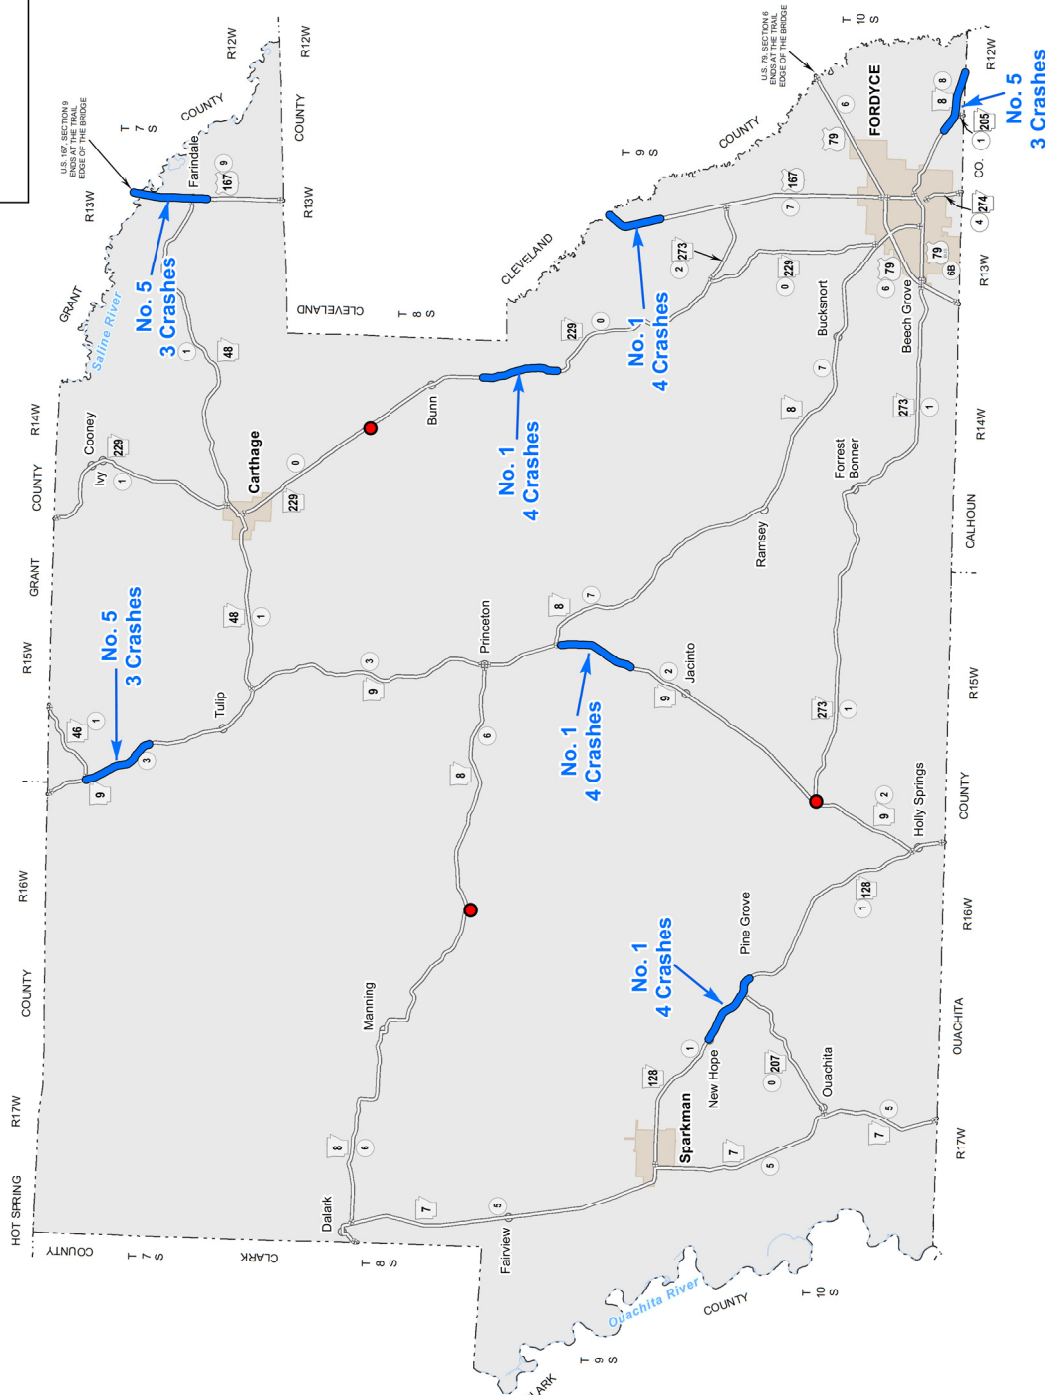 U.S. 167, SECTION 9
ENDS AT THE TRAIL
EDGE OF THE BRIDGE
U.S. 79, SECTION 6
ENDS AT THE TRAIL
EDGE OF THE BRIDGE
HOT SPRING
COUNTY
GRANT
COUNTY
GRANT
COUNTY
COUNTY
CLEVELAND
CLEVELAND
COUNTY
CO.
CALHOUN
COUNTY
OUACHITA
COUNTY
CLARK
COUNTY
LARK
R17W
R16W
R15W
R14W
R13W
R12W
R12W
R13W
R12W
R13W
R14W
R15W
R16W
R17W
T 7 S
T 8 S
T 9 S
T 10 S
T 7 S
T 8 S
T 9 S
T 10 S
Saline River
Ouachita River
Farindale
Cooney
Ivy
Carthage
Bunn
Tulip
Princeton
Jacinto
Ramsey
Bucksnort
Beech Grove
FORDYCE
Forrest
Bonner
Holly Springs
Pine Grove
New Hope
Ouachita
Sparkman
Manning
Dalark
Fairview
No. 5
3 Crashes
No. 5
3 Crashes
No. 1
4 Crashes
No. 1
4 Crashes
No. 1
4 Crashes
No. 1
4 Crashes
No. 5
3 Crashes
167
9
48
1
229
1
229
0
46
1
9
3
48
1
9
3
8
6
8
7
9
2
229
0
273
2
167
7
79
6
229
0
79
6
79
BUS
6B
8
8
205
1
274
4
8
7
273
1
273
1
9
2
128
1
207
0
128
1
7
5
7
5
7
5
8
6